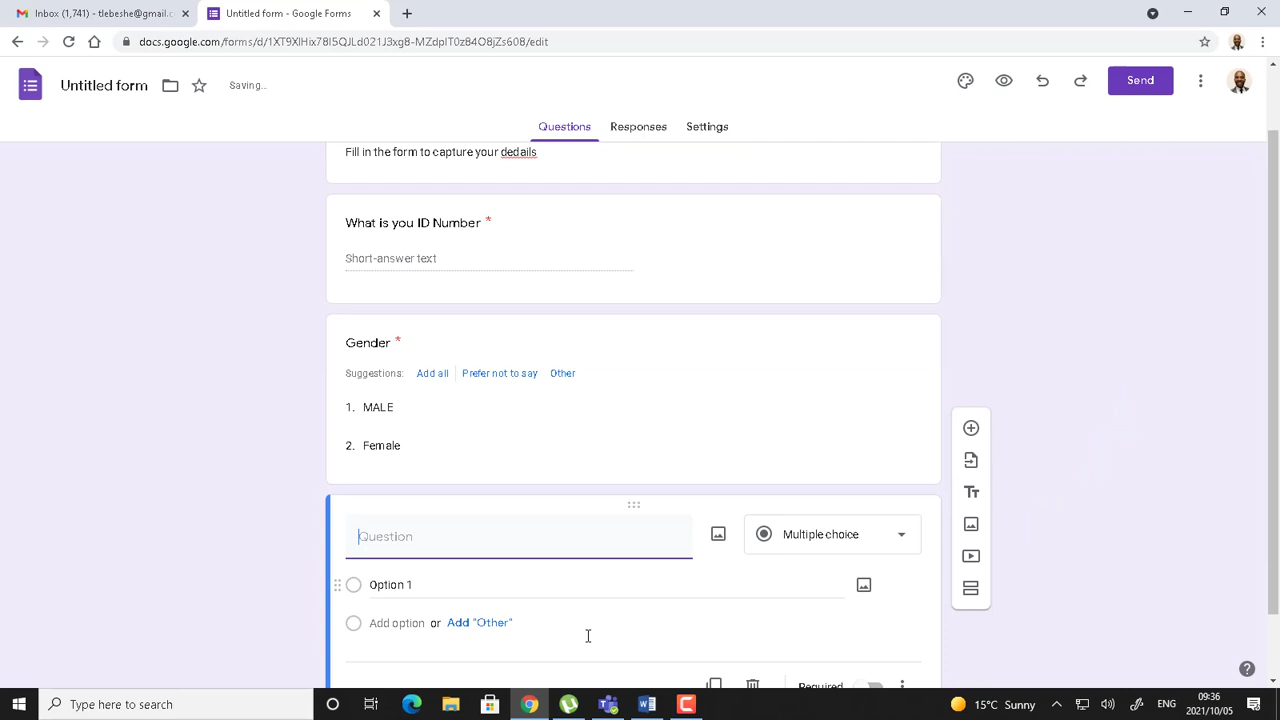 Inbox (1,741) - tlebeshe@gmail.c
Untitled form - Google Forms
docs.google.com/forms/d/1XT9XlHix78I5QJLd021J3xg8-MZdpIT0z84O8jZs608/edit
Untitled form
Saving...
Send
Questions
Responses
Settings
Fill in the form to capture your dedails
What is you ID Number *
Short-answer text
Gender *
Suggestions: Add all Prefer not to say Other
1. MALE
2. Female
Question
Multiple choice
Option 1
Add option or Add "Other"
Required
Type here to search
15°C Sunny
ENG
09:36
2021/10/05